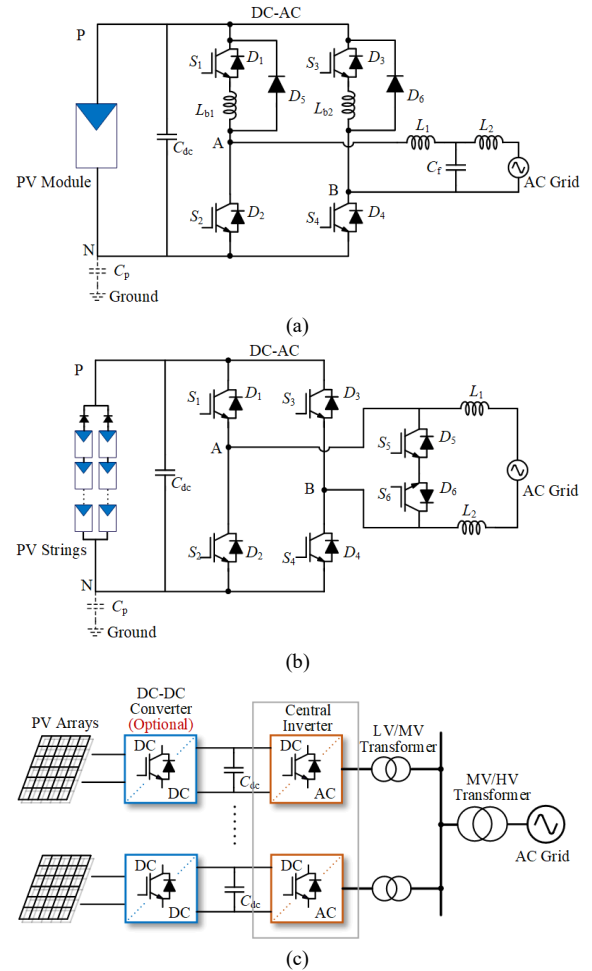 DC-AC
P
S1 D1 S3 D3
D5 D6
Lb1 Lb2
Cdc
A L1 L2
PV Module
Cf
B AC Grid
S2 D2 S4 D4
N
Cp
Ground
(a)
DC-AC
P
S1 D1 S3 D3 L1
A S5 D5
Cdc
AC Grid
B S6 D6
L2
PV Strings
S2 D2 S4 D4
N
Cp
Ground
(b)
DC-DC
Converter
(Optional)
Central
Inverter
PV Arrays
LV/MV
Transformer
MV/HV
Transformer
DC DC
Cdc
DC AC
AC Grid
DC DC
Cdc
DC AC
(c)